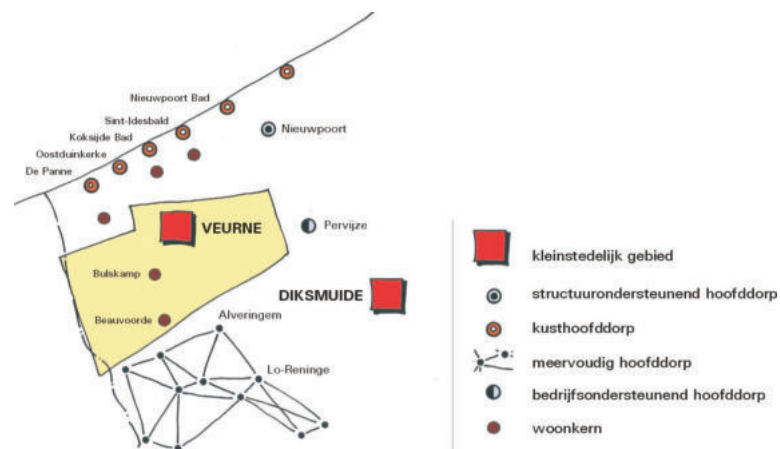 Nieuwpoort Bad
Sint-Idesbald
Nieuwpoort
Koksijde Bad
Oostduinkerke
De Panne
VEURNE
Pervijze
Bulskamp
DIKSMUIDE
Beauvoorde
Alveringem
Lo-Reninge
kleinstedelijk gebied
structuurondersteunend hoofddorp
kusthoofddorp
meervoudig hoofddorp
bedrijfsondersteunend hoofddorp
woonkern